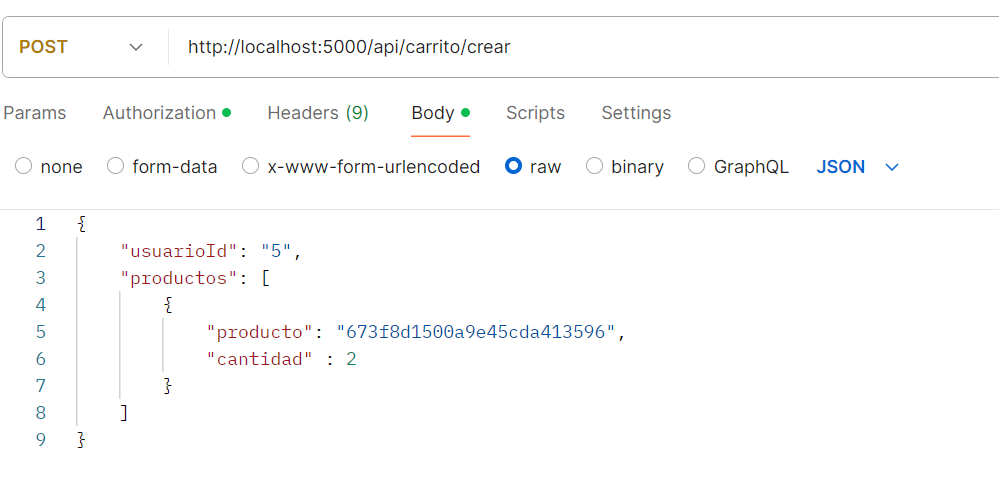 POST http://localhost:5000/api/carrito/crear
Params Authorization Headers (9) Body Scripts Settings
none form-data x-www-form-urlencoded raw binary GraphQL JSON
1 {
2 "usuarioId": "5",
3 "productos": [
4 {
5 "producto": "673f8d1500a9e45cda413596",
6 "cantidad" : 2
7 }
8 ]
9 }